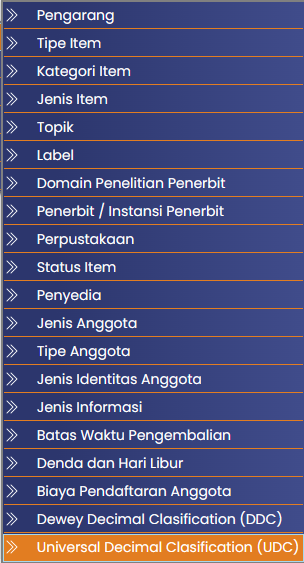 Pengarang
Tipe Item
Kategori Item
Jenis Item
Topik
Label
Domain Penelitian Penerbit
Penerbit / Instansi Penerbit
Perpustakaan
Status Item
Penyedia
Jenis Anggota
Tipe Anggota
Jenis Identitas Anggota
Jenis Informasi
Batas Waktu Pengembalian
Denda dan Hari Libur
Biaya Pendaftaran Anggota
Dewey Decimal Clasification (DDC)
Universal Decimal Clasification (UDC)